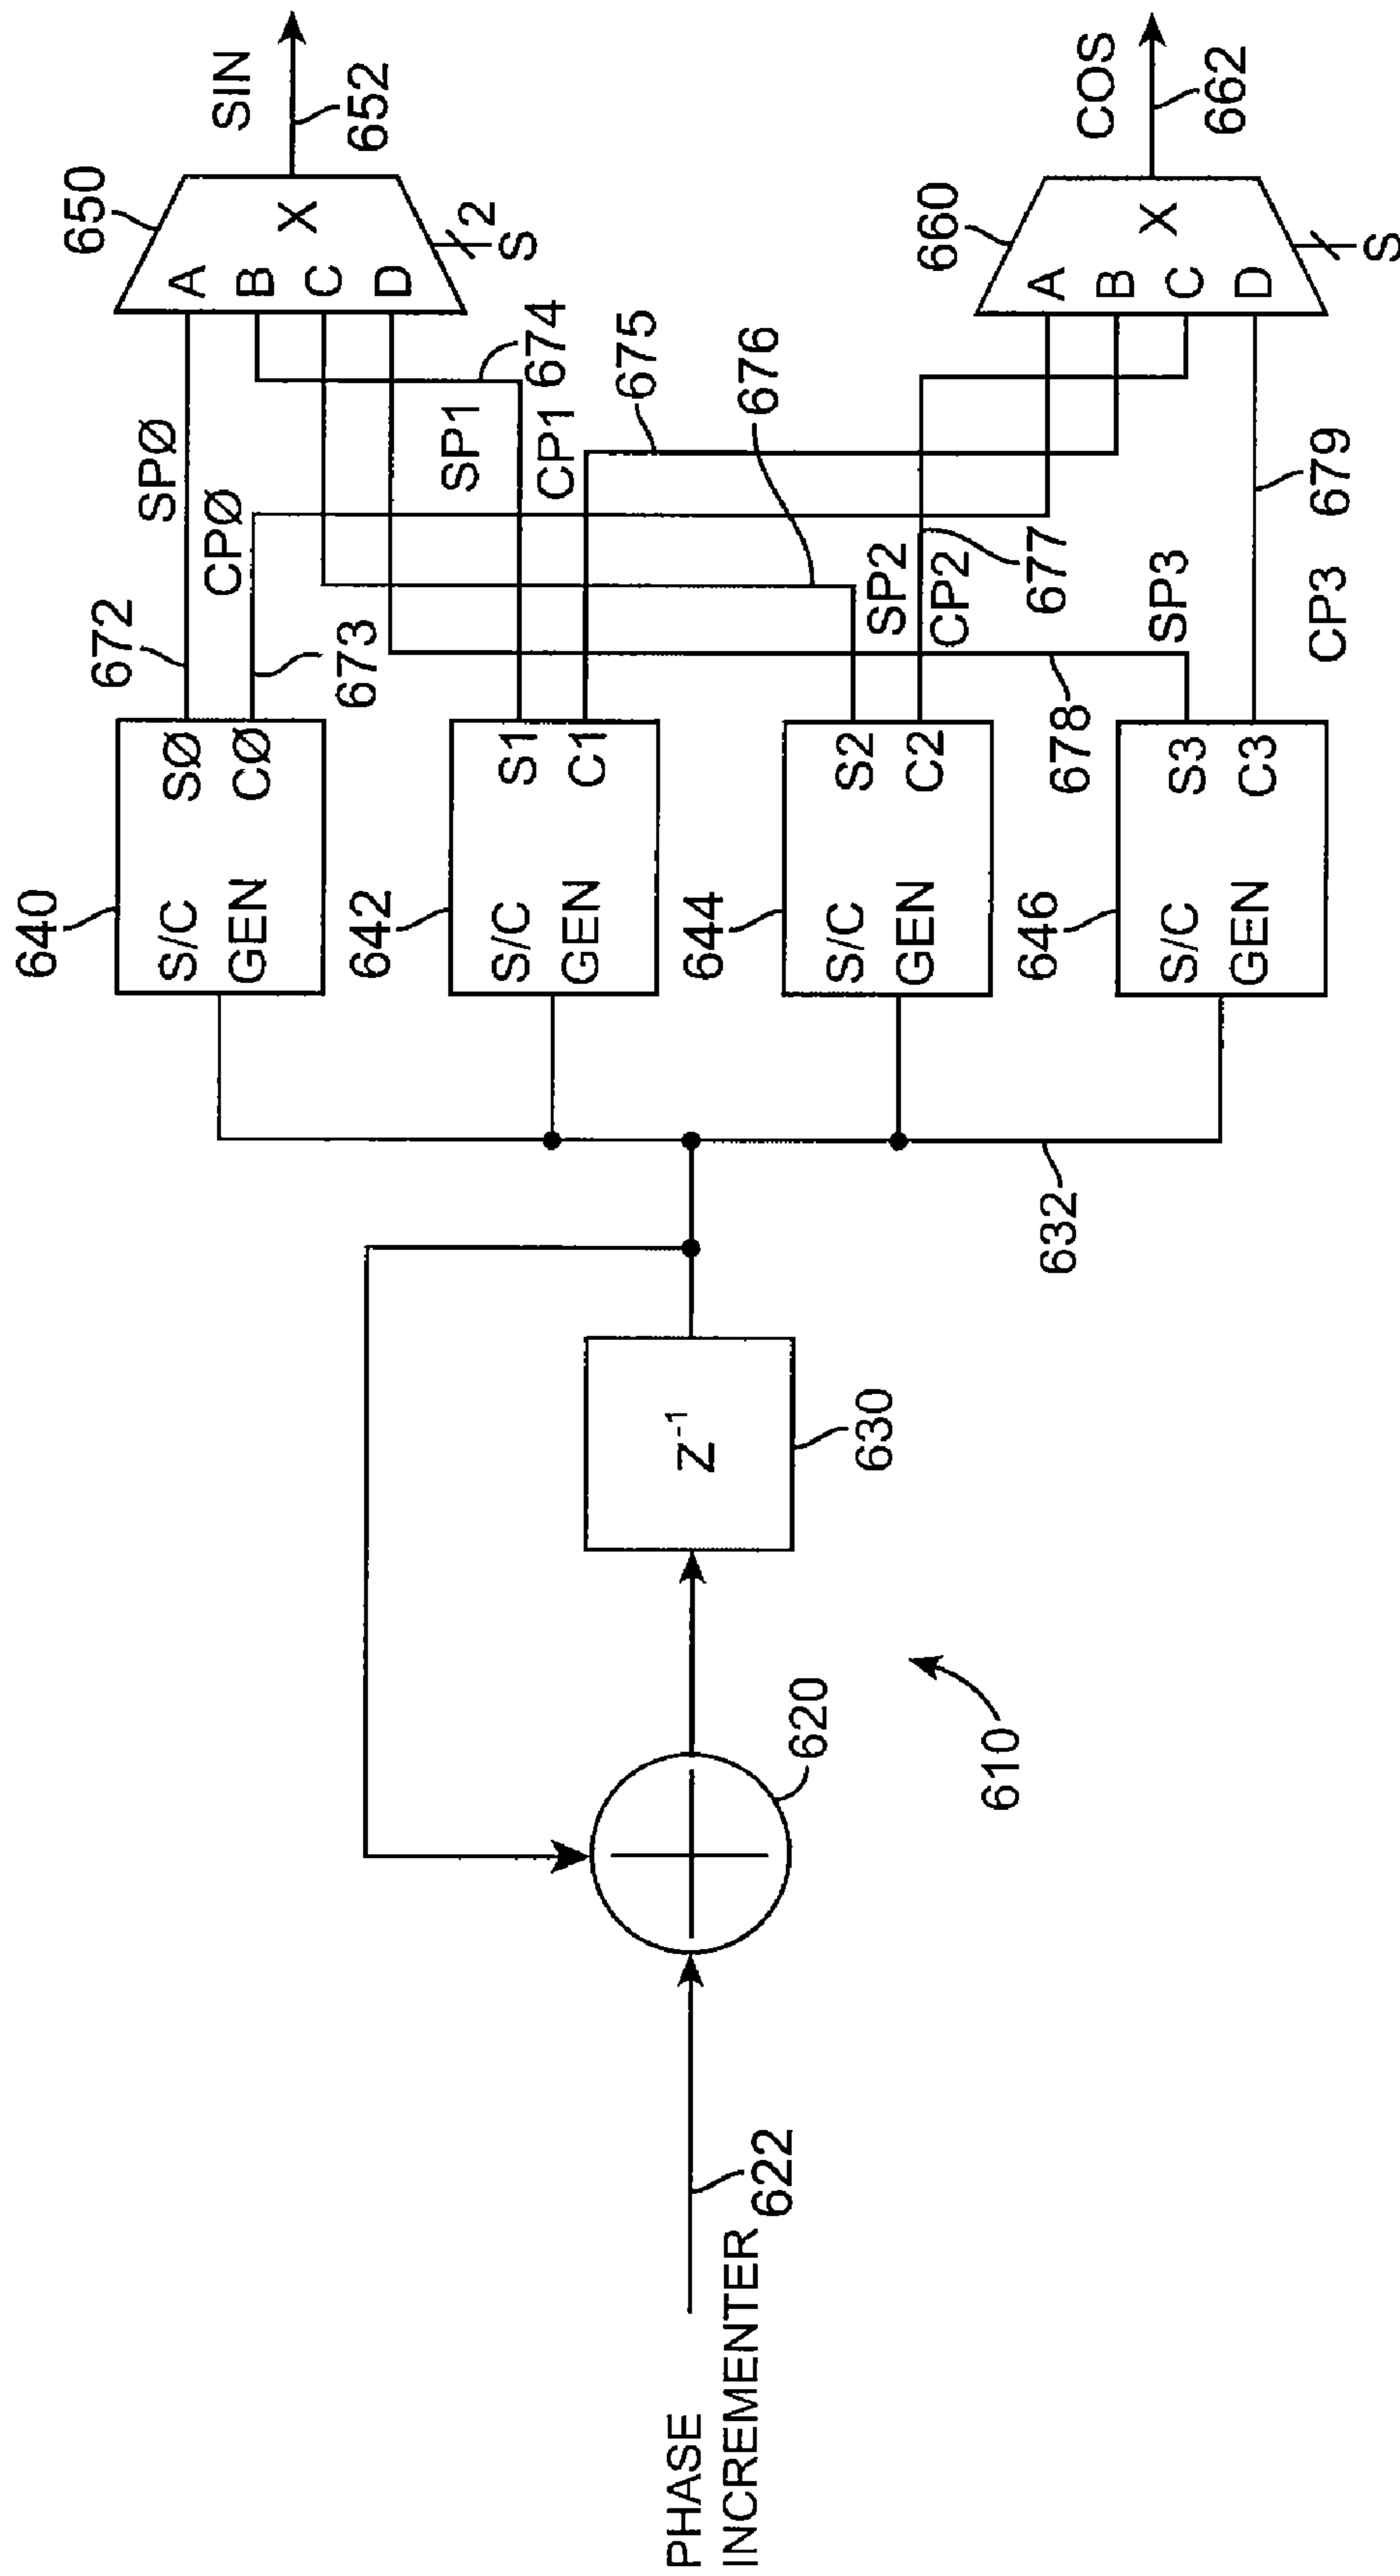 PHASE
INCREMENTER
622
620
610
Z⁻¹
630
632
640
S/C
GEN
SØ
CØ
642
S/C
GEN
S1
C1
644
S/C
GEN
S2
C2
646
S/C
GEN
S3
C3
672
SPØ
673
CPØ
SP1
674
CP1
675
676
SP2
CP2
677
678
SP3
CP3
679
650
A
B
C
D
X
2
S
SIN
652
660
A
B
C
D
X
S
COS
662